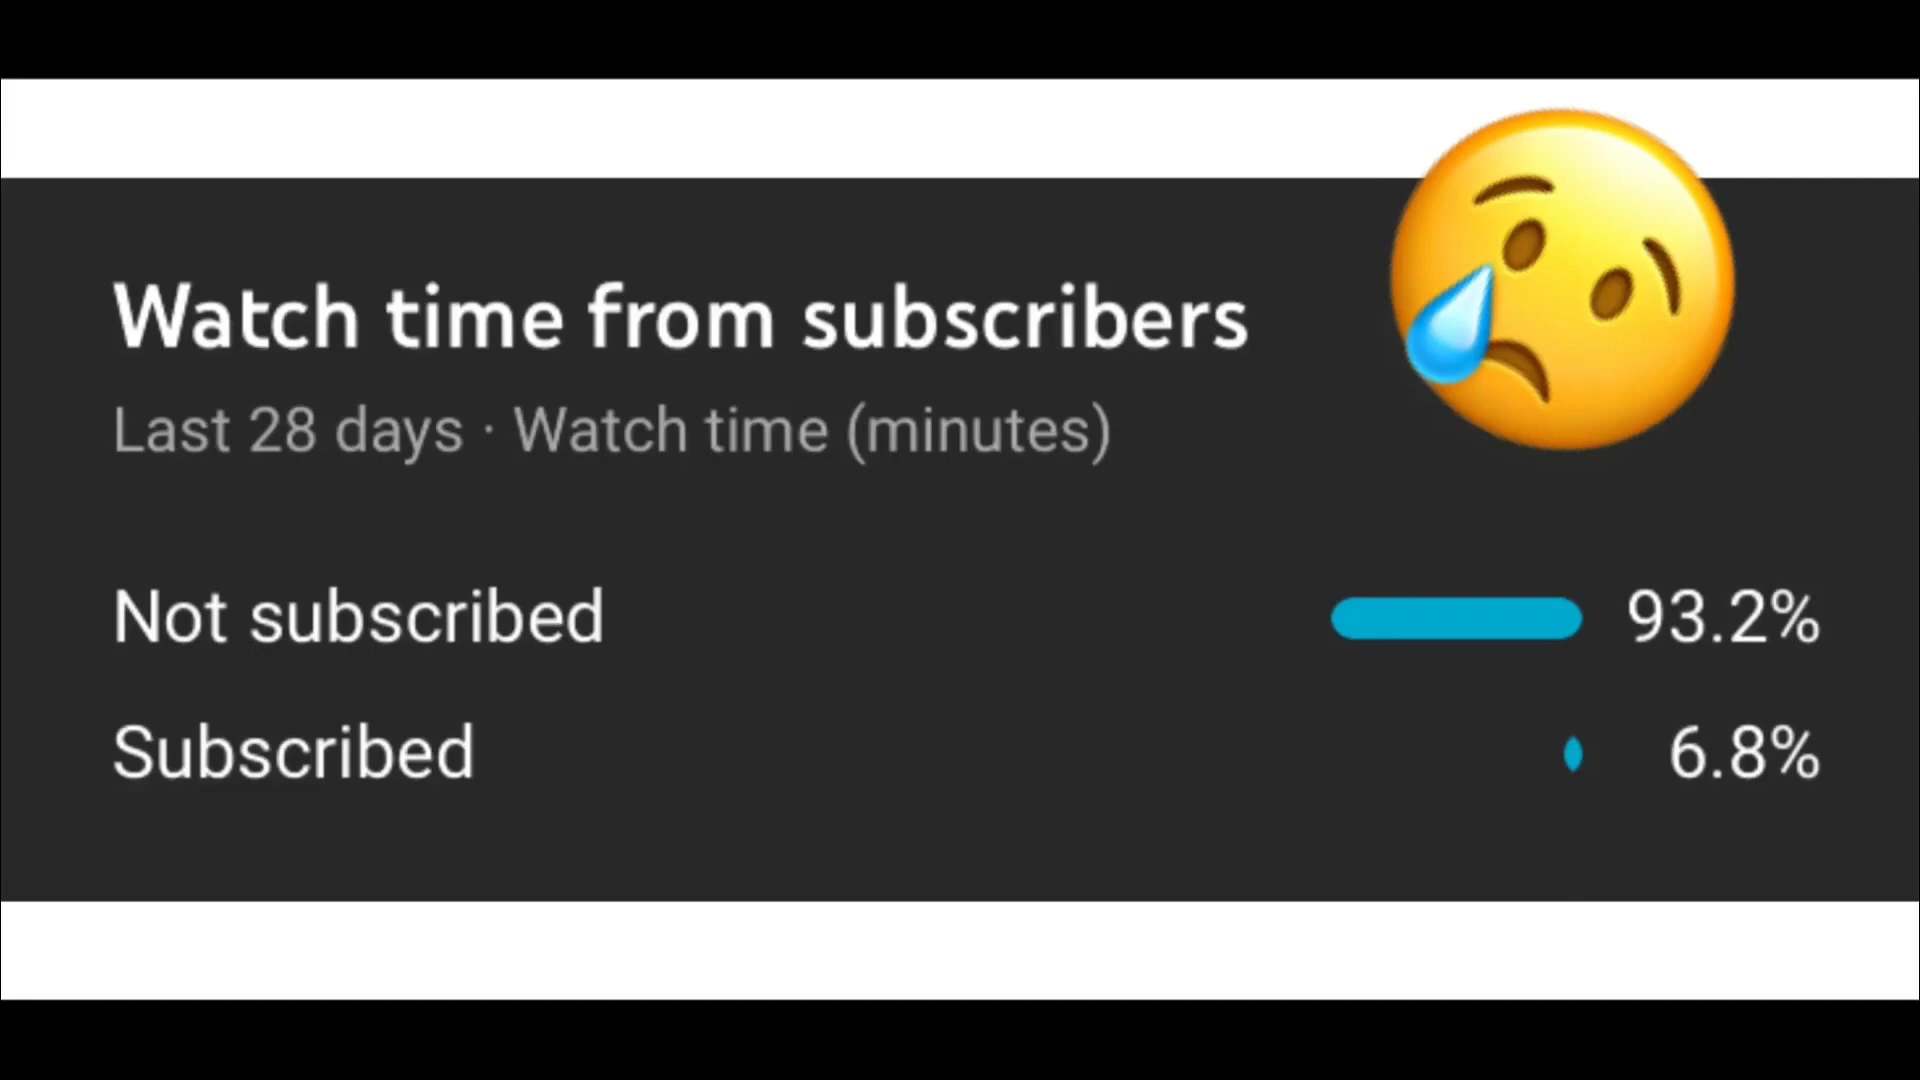 Watch time from subscribers
Last 28 days · Watch time (minutes)
Not subscribed 93.2%
Subscribed 6.8%